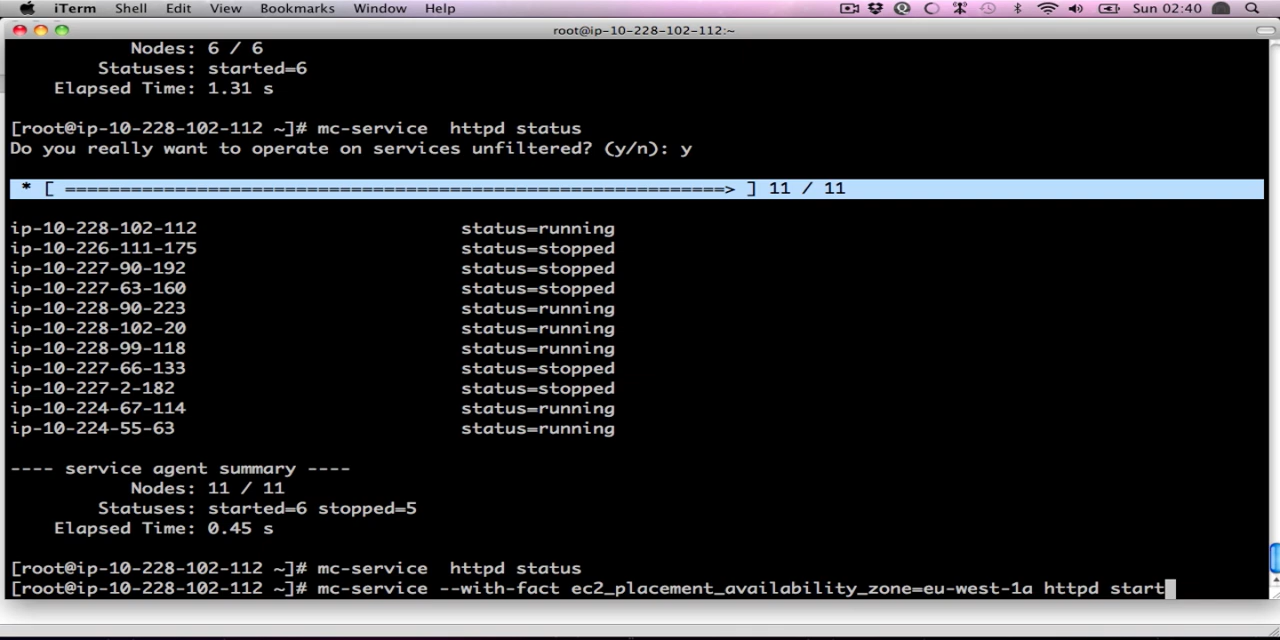 iTerm Shell Edit View Bookmarks Window Help Sun 02:40
root@ip-10-228-102-112:~
Nodes: 6 / 6
Statuses: started=6
Elapsed Time: 1.31 s
[root@ip-10-228-102-112 ~]# mc-service  httpd status
Do you really want to operate on services unfiltered? (y/n): y
* [ ============================================================> ] 11 / 11
ip-10-228-102-112 status=running
ip-10-226-111-175 status=stopped
ip-10-227-90-192 status=stopped
ip-10-227-63-160 status=stopped
ip-10-228-90-223 status=running
ip-10-228-102-20 status=running
ip-10-228-99-118 status=running
ip-10-227-66-133 status=stopped
ip-10-227-2-182 status=stopped
ip-10-224-67-114 status=running
ip-10-224-55-63 status=running
---- service agent summary ----
Nodes: 11 / 11
Statuses: started=6 stopped=5
Elapsed Time: 0.45 s
[root@ip-10-228-102-112 ~]# mc-service  httpd status
[root@ip-10-228-102-112 ~]# mc-service --with-fact ec2_placement_availability_zone=eu-west-1a httpd start